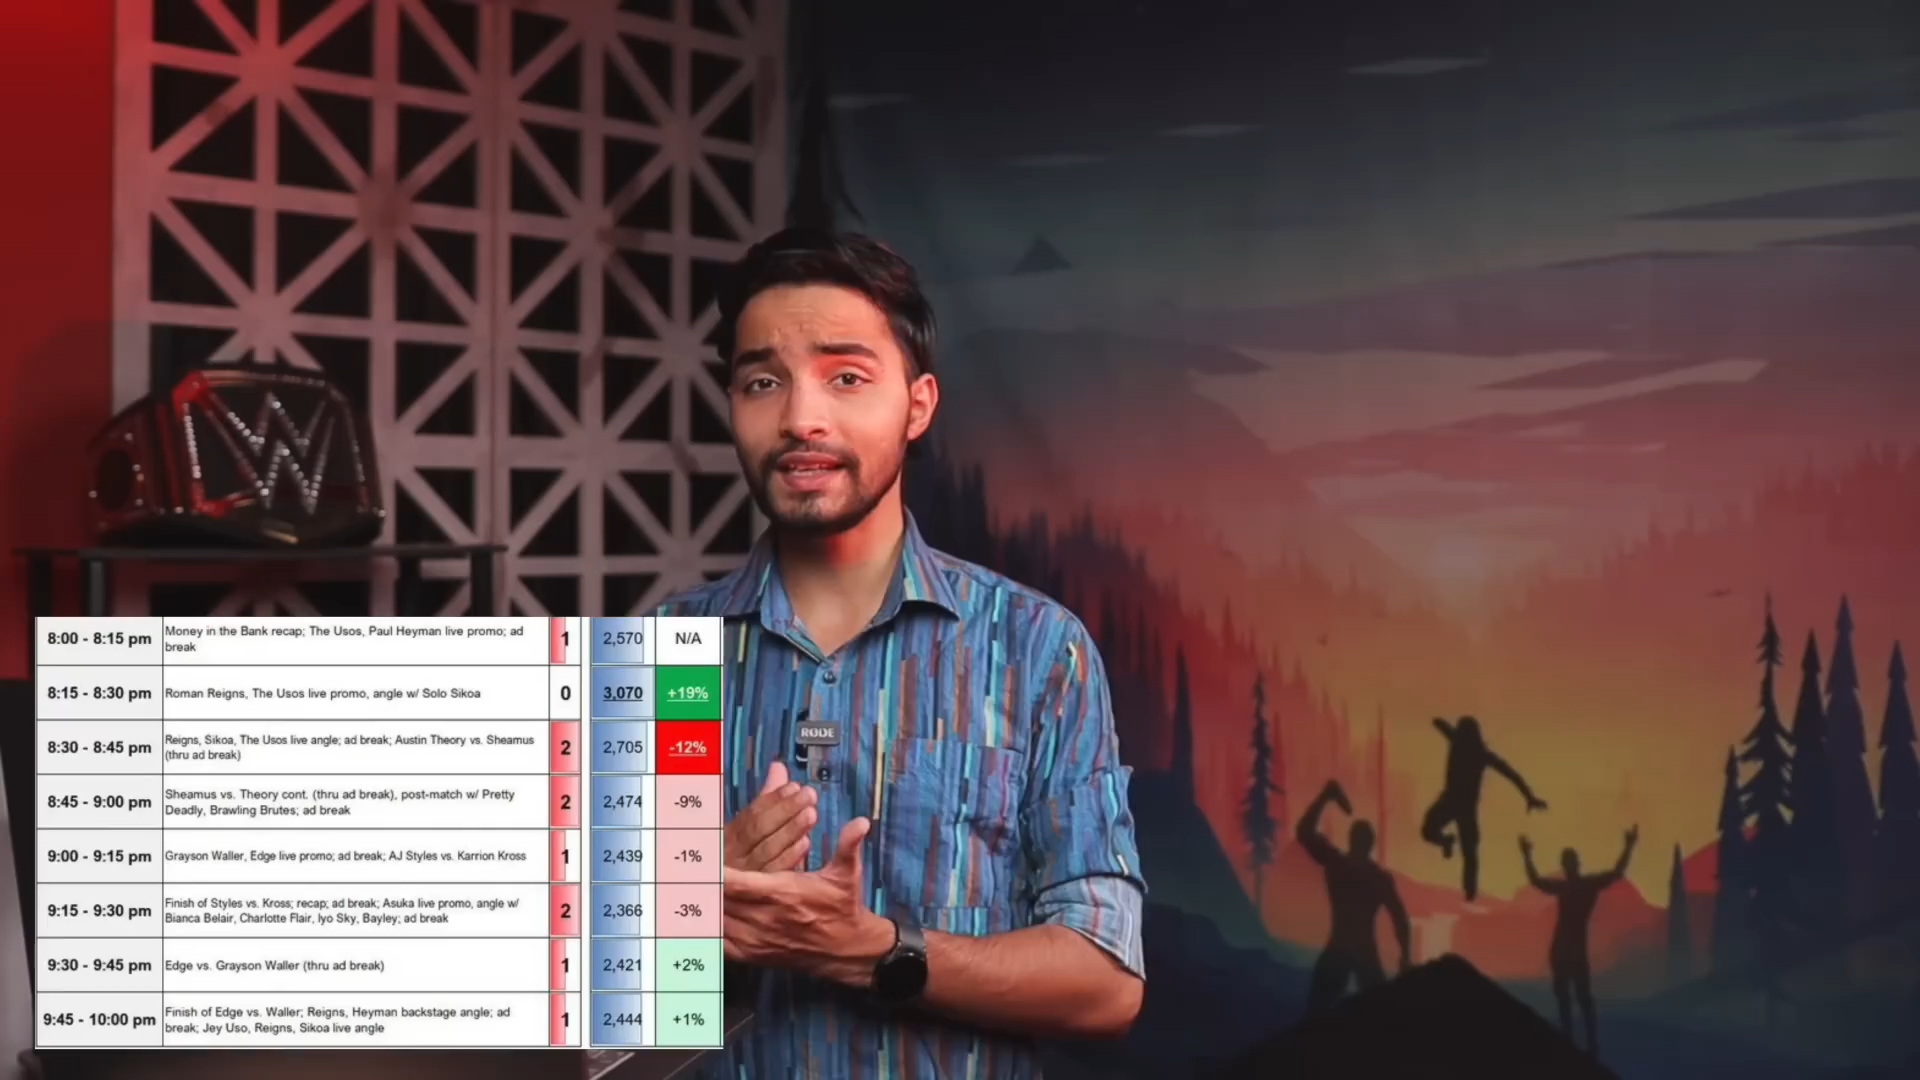 8:00 - 8:15 pm Money in the Bank recap; The Usos, Paul Heyman live promo; ad 1 2,570 N/A
break
8:15 - 8:30 pm Roman Reigns, The Usos live promo, angle w/ Solo Sikoa 0 3,070 +19%
8:30 - 8:45 pm Reigns, Sikoa, The Usos live angle; ad break; Austin Theory vs. Sheamus 2 2,705 -12%
(thru ad break)
8:45 - 9:00 pm Sheamus vs. Theory cont. (thru ad break), post-match w/ Pretty 2 2,474 -9%
Deadly, Brawling Brutes; ad break
9:00 - 9:15 pm Grayson Waller, Edge live promo; ad break; AJ Styles vs. Karrion Kross 1 2,439 -1%
9:15 - 9:30 pm Finish of Styles vs. Kross; recap; ad break; Asuka live promo, angle w/ 2 2,366 -3%
Bianca Belair, Charlotte Flair, Iyo Sky, Bayley; ad break
9:30 - 9:45 pm Edge vs. Grayson Waller (thru ad break) 1 2,421 +2%
9:45 - 10:00 pm Finish of Edge vs. Waller; Reigns, Heyman backstage angle; ad 1 2,444 +1%
break; Jey Uso, Reigns, Sikoa live angle
RODE
W